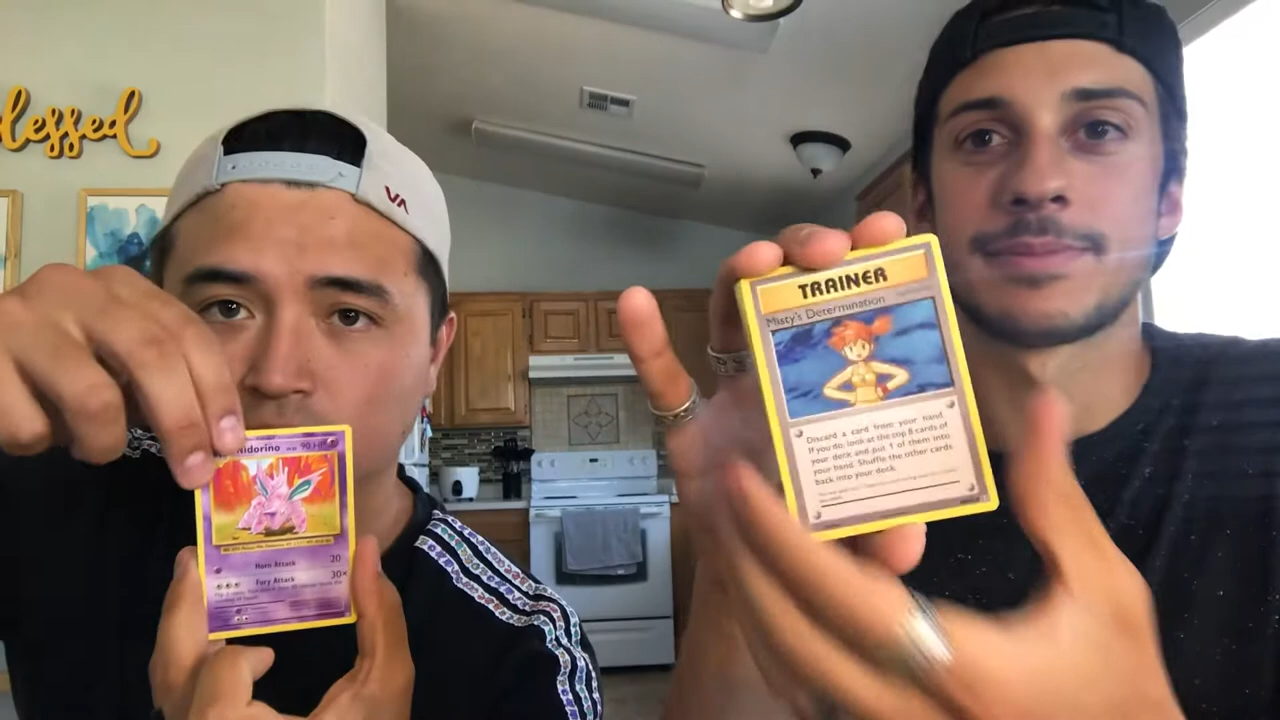 blessed
VA
Nidorino
90 HP
Horn Attack 20
Fury Attack 30×
TRAINER
Misty's Determination
Discard a card from your hand.
If you do, look at the top 8 cards of
your deck and put 1 of them into
your hand. Shuffle the other cards
back into your deck.